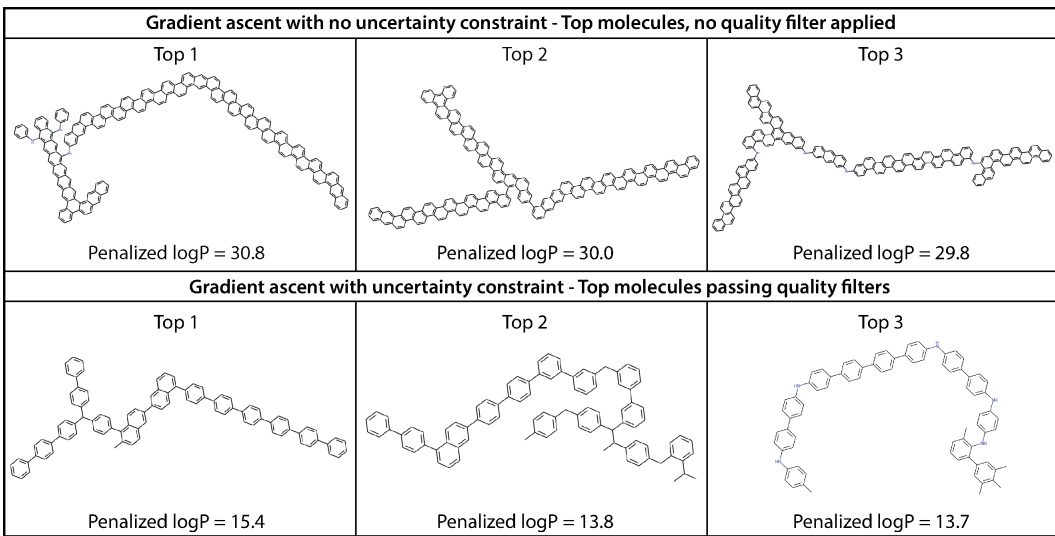 Gradient ascent with no uncertainty constraint - Top molecules, no quality filter applied
Top 1
Top 2
Top 3
Penalized logP = 30.8
Penalized logP = 30.0
Penalized logP = 29.8
Gradient ascent with uncertainty constraint - Top molecules passing quality filters
Top 1
Top 2
Top 3
Penalized logP = 15.4
Penalized logP = 13.8
Penalized logP = 13.7